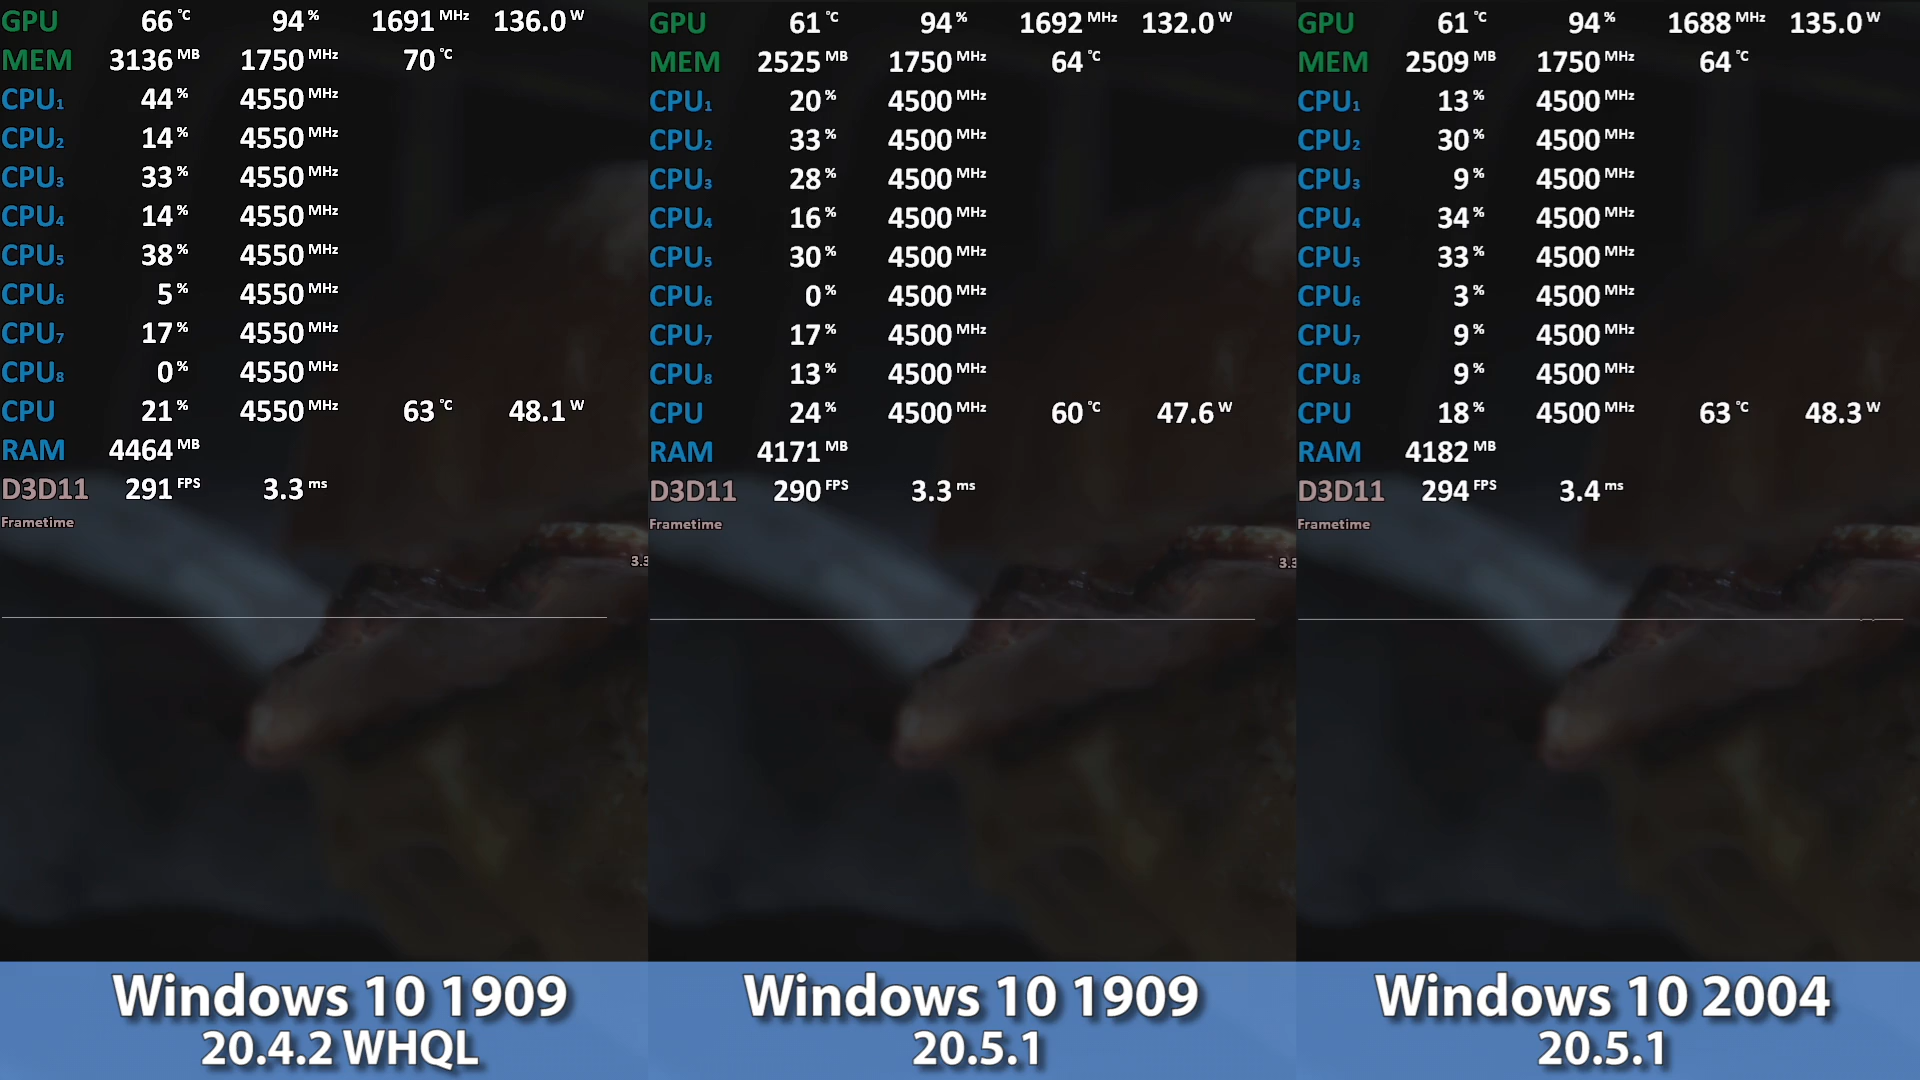 GPU 66 °C 94 % 1691 MHz 136.0 W
MEM 3136 MB 1750 MHz 70 °C
CPU1 44 % 4550 MHz
CPU2 14 % 4550 MHz
CPU3 33 % 4550 MHz
CPU4 14 % 4550 MHz
CPU5 38 % 4550 MHz
CPU6 5 % 4550 MHz
CPU7 17 % 4550 MHz
CPU8 0 % 4550 MHz
CPU 21 % 4550 MHz 63 °C 48.1 W
RAM 4464 MB
D3D11 291 FPS 3.3 ms
Frametime
3.3
Windows 10 1909
20.4.2 WHQL
GPU 61 °C 94 % 1692 MHz 132.0 W
MEM 2525 MB 1750 MHz 64 °C
CPU1 20 % 4500 MHz
CPU2 33 % 4500 MHz
CPU3 28 % 4500 MHz
CPU4 16 % 4500 MHz
CPU5 30 % 4500 MHz
CPU6 0 % 4500 MHz
CPU7 17 % 4500 MHz
CPU8 13 % 4500 MHz
CPU 24 % 4500 MHz 60 °C 47.6 W
RAM 4171 MB
D3D11 290 FPS 3.3 ms
Frametime
3.3
Windows 10 1909
20.5.1
GPU 61 °C 94 % 1688 MHz 135.0 W
MEM 2509 MB 1750 MHz 64 °C
CPU1 13 % 4500 MHz
CPU2 30 % 4500 MHz
CPU3 9 % 4500 MHz
CPU4 34 % 4500 MHz
CPU5 33 % 4500 MHz
CPU6 3 % 4500 MHz
CPU7 9 % 4500 MHz
CPU8 9 % 4500 MHz
CPU 18 % 4500 MHz 63 °C 48.3 W
RAM 4182 MB
D3D11 294 FPS 3.4 ms
Frametime
Windows 10 2004
20.5.1